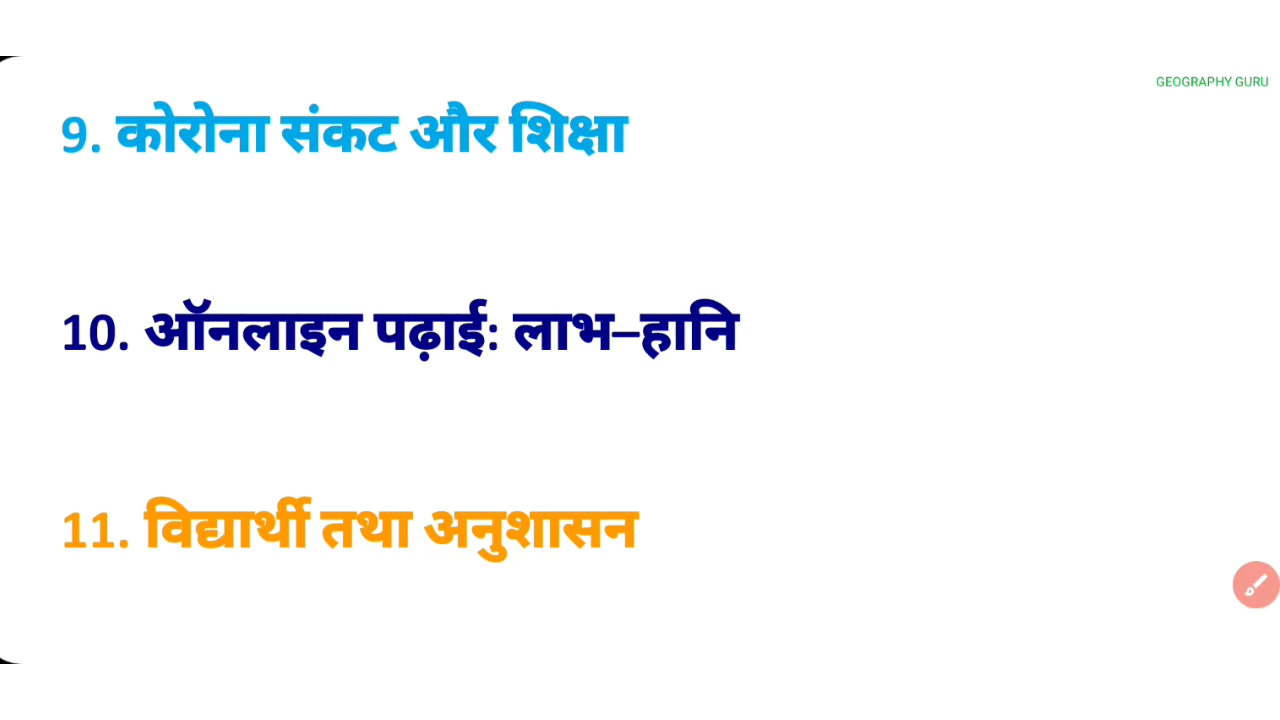 GEOGRAPHY GURU
9. कोरोना संकट और शिक्षा
10. ऑनलाइन पढ़ाई: लाभ–हानि
11. विद्यार्थी तथा अनुशासन